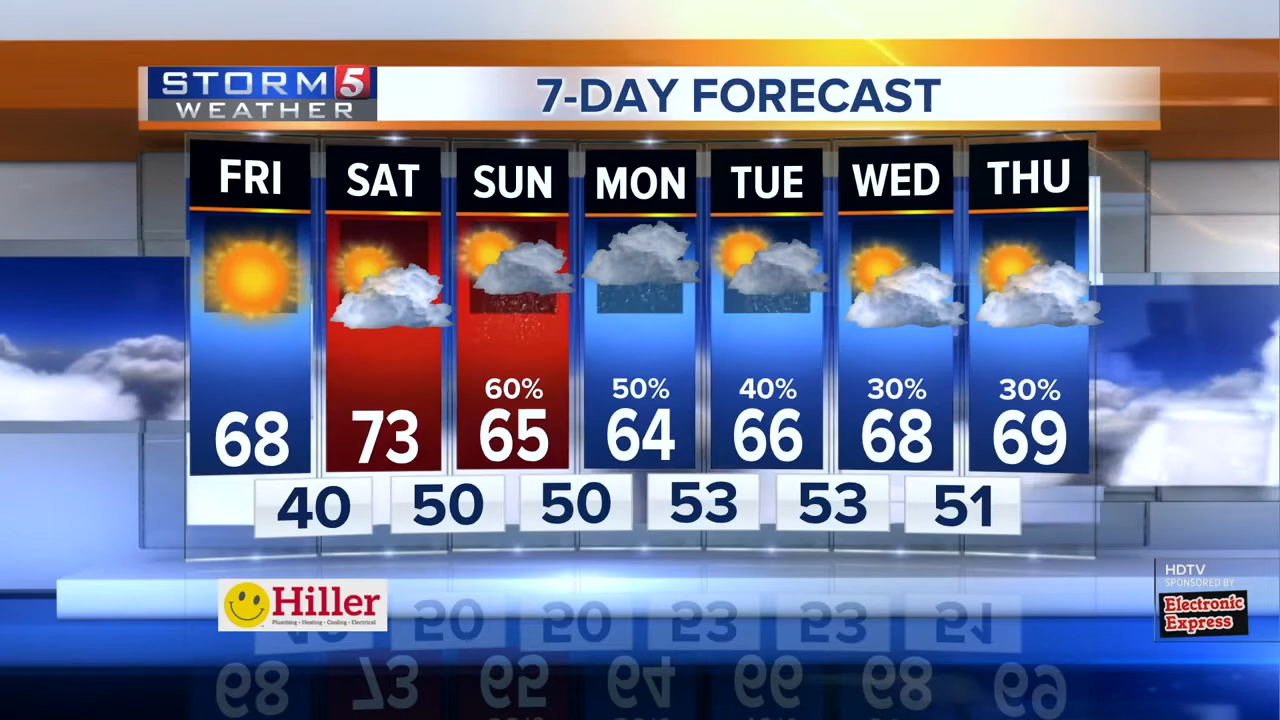 STORM 5
WEATHER
7-DAY FORECAST
FRI SAT SUN MON TUE WED THU
60% 50% 40% 30% 30%
68 73 65 64 66 68 69
40 50 50 53 53 51
Hiller
Plumbing • Heating • Cooling • Electrical
HDTV
SPONSORED BY
Electronic
Express